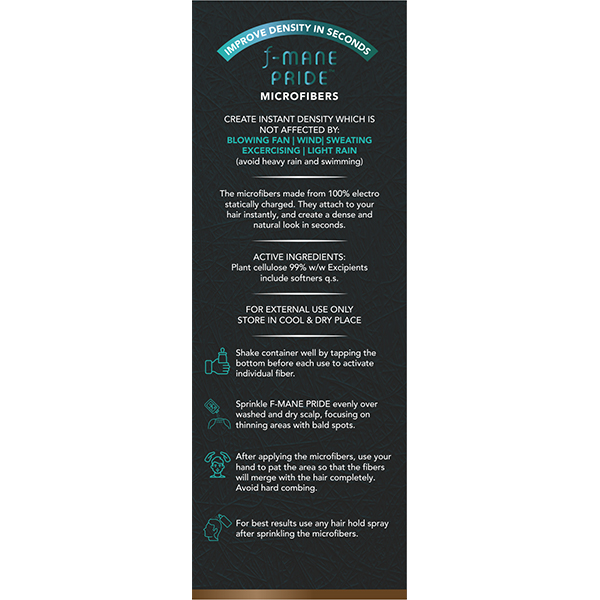 IMPROVE DENSITY IN SECONDS
f-MANE
PRIDE™
MICROFIBERS
CREATE INSTANT DENSITY WHICH IS
NOT AFFECTED BY:
BLOWING FAN | WIND| SWEATING
EXCERCISING | LIGHT RAIN
(avoid heavy rain and swimming)
The microfibers made from 100% electro
statically charged. They attach to your
hair instantly, and create a dense and
natural look in seconds.
ACTIVE INGREDIENTS:
Plant cellulose 99% w/w Excipients
include softners q.s.
FOR EXTERNAL USE ONLY
STORE IN COOL & DRY PLACE
Shake container well by tapping the
bottom before each use to activate
individual fiber.
Sprinkle F-MANE PRIDE evenly over
washed and dry scalp, focusing on
thinning areas with bald spots.
After applying the microfibers, use your
hand to pat the area so that the fibers
will merge with the hair completely.
Avoid hard combing.
For best results use any hair hold spray
after sprinkling the microfibers.